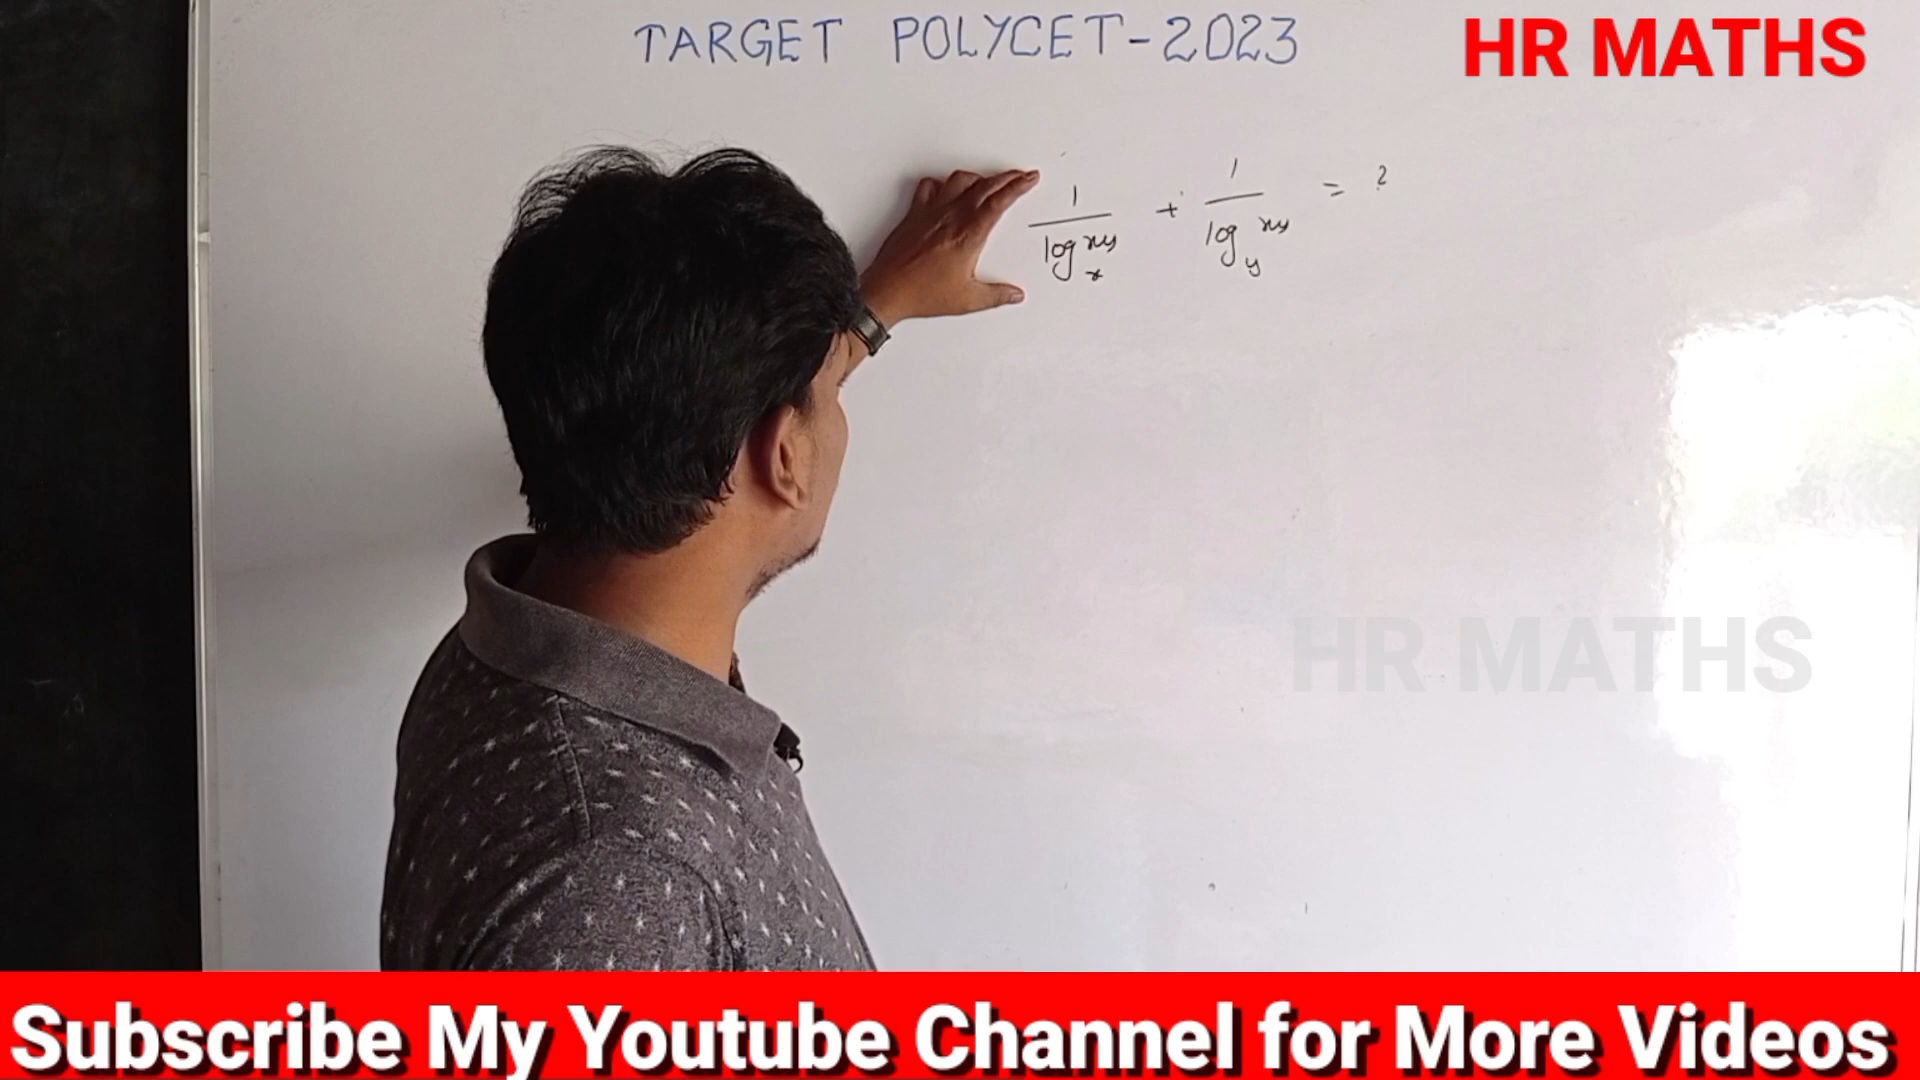 TARGET POLYCET-2023
HR MATHS
1/log_x xy + 1/log_y xy = ?
HR MATHS
Subscribe My Youtube Channel for More Videos